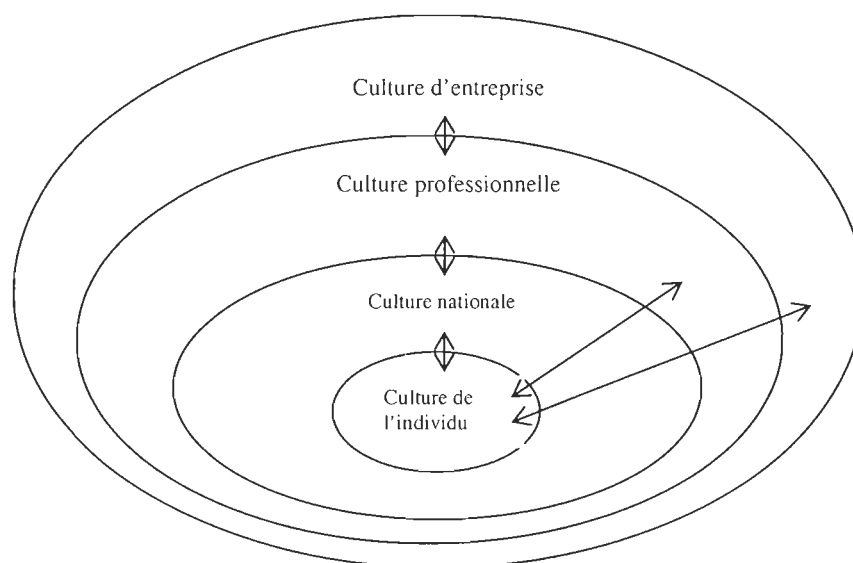 Culture d'entreprise
Culture professionnelle
Culture nationale
Culture de
l'individu